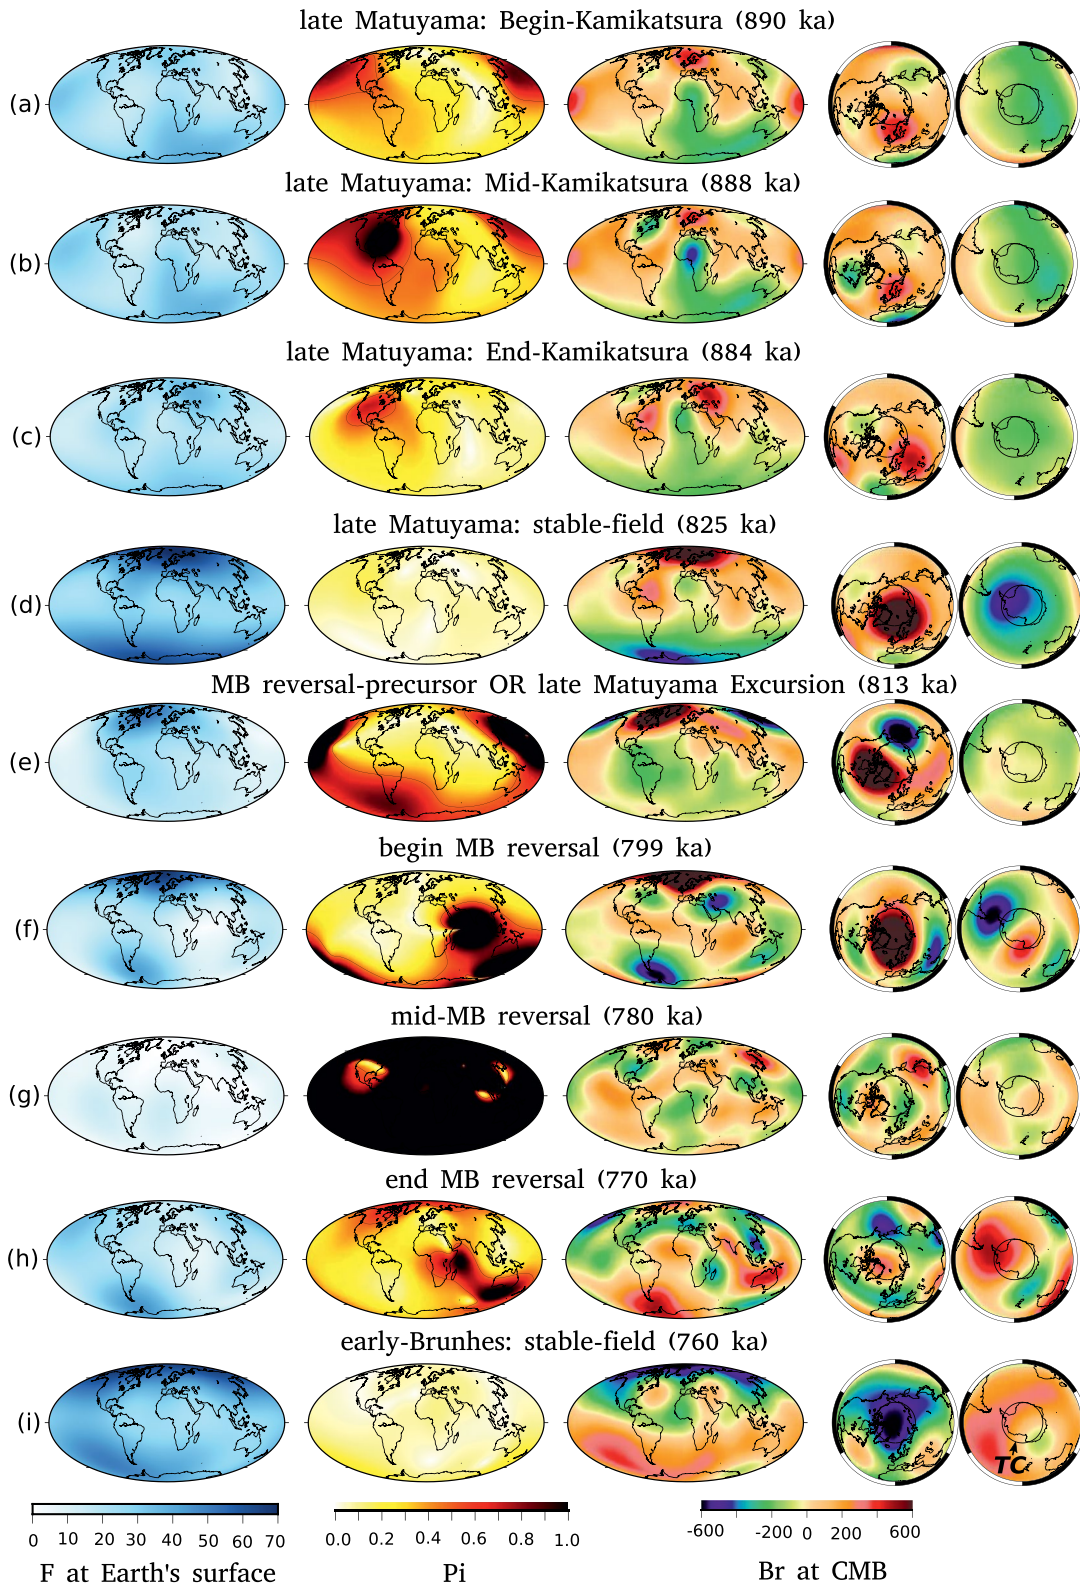 late Matuyama: Begin-Kamikatsura (890 ka)
(a)
late Matuyama: Mid-Kamikatsura (888 ka)
(b)
late Matuyama: End-Kamikatsura (884 ka)
(c)
late Matuyama: stable-field (825 ka)
(d)
MB reversal-precursor OR late Matuyama Excursion (813 ka)
(e)
begin MB reversal (799 ka)
(f)
mid-MB reversal (780 ka)
(g)
end MB reversal (770 ka)
(h)
early-Brunhes: stable-field (760 ka)
(i)
TC
0 10 20 30 40 50 60 70
F at Earth's surface
0.0 0.2 0.4 0.6 0.8 1.0
Pi
-600 -200 0 200 600
Br at CMB